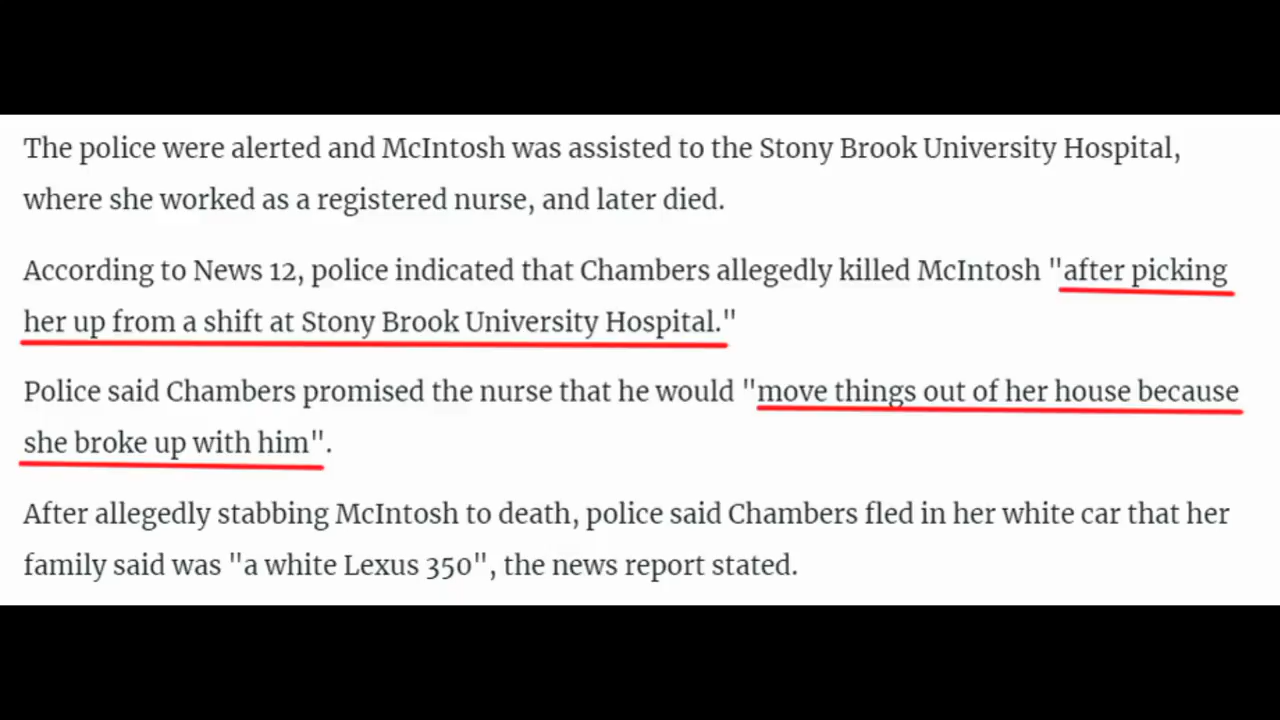 The police were alerted and McIntosh was assisted to the Stony Brook University Hospital,
where she worked as a registered nurse, and later died.
According to News 12, police indicated that Chambers allegedly killed McIntosh "after picking
her up from a shift at Stony Brook University Hospital."
Police said Chambers promised the nurse that he would "move things out of her house because
she broke up with him".
After allegedly stabbing McIntosh to death, police said Chambers fled in her white car that her
family said was "a white Lexus 350", the news report stated.